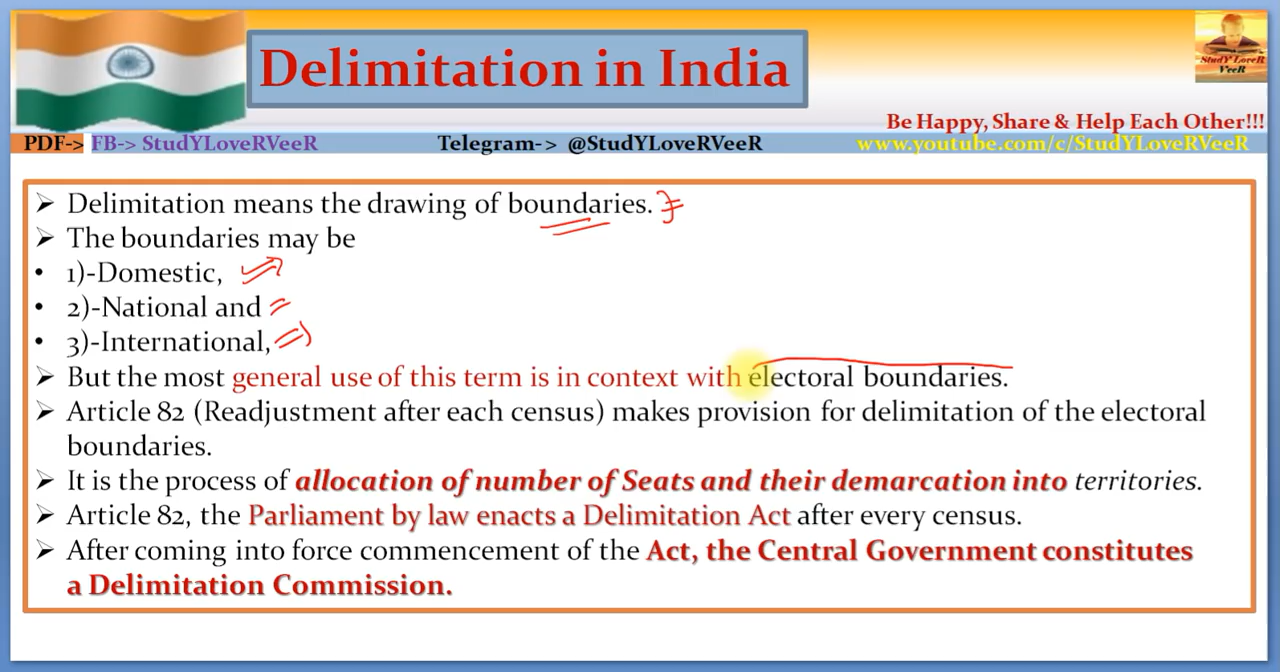 Delimitation in India
StudY LoveR
VeeR
Be Happy, Share & Help Each Other!!!
PDF-> FB-> StudYLoveRVeeR Telegram-> @StudYLoveRVeeR www.youtube.com/c/StudYLoveRVeeR
➢ Delimitation means the drawing of boundaries.
➢ The boundaries may be
• 1)-Domestic,
• 2)-National and
• 3)-International,
➢ But the most general use of this term is in context with electoral boundaries.
➢ Article 82 (Readjustment after each census) makes provision for delimitation of the electoral
boundaries.
➢ It is the process of allocation of number of Seats and their demarcation into territories.
➢ Article 82, the Parliament by law enacts a Delimitation Act after every census.
➢ After coming into force commencement of the Act, the Central Government constitutes
a Delimitation Commission.